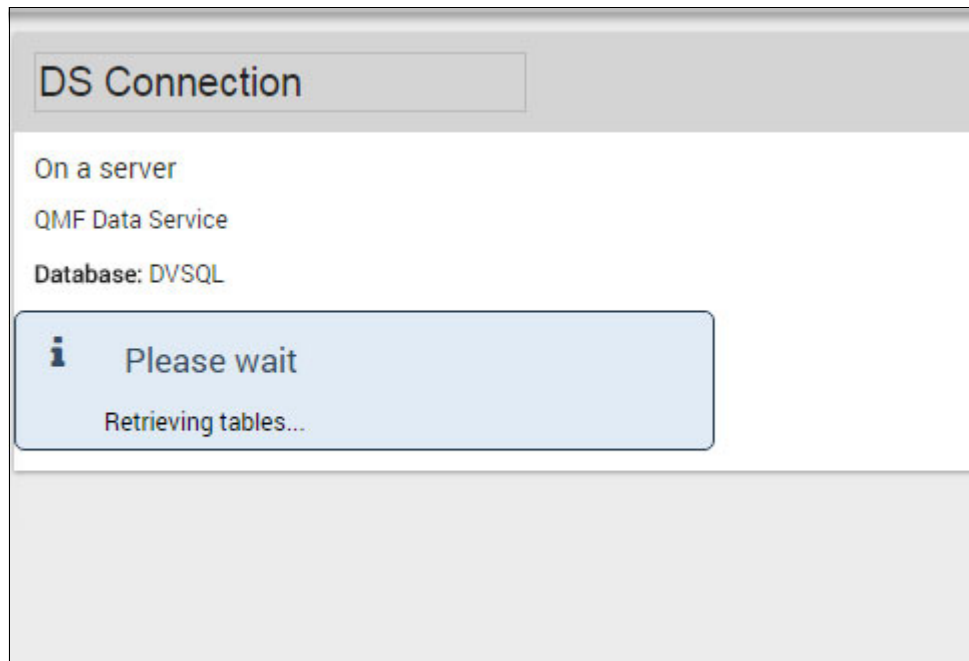 DS Connection
On a server
QMF Data Service
Database: DVSQL
Please wait
Retrieving tables...